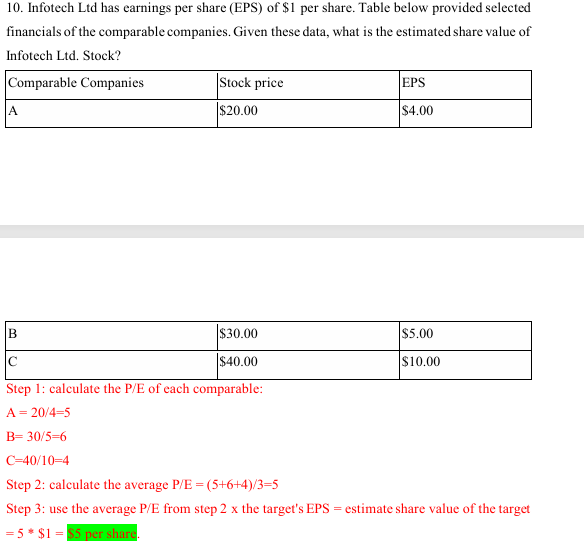 10. Infotech Ltd has earnings per share (EPS) of $1 per share. Table below provided selected
financials of the comparable companies. Given these data, what is the estimated share value of
Infotech Ltd. Stock?
Comparable Companies Stock price EPS
A $20.00 $4.00
B $30.00 $5.00
C $40.00 $10.00
Step 1: calculate the P/E of each comparable:
A = 20/4=5
B= 30/5=6
C=40/10=4
Step 2: calculate the average P/E = (5+6+4)/3=5
Step 3: use the average P/E from step 2 x the target's EPS = estimate share value of the target
= 5 * $1 = $5 per share.